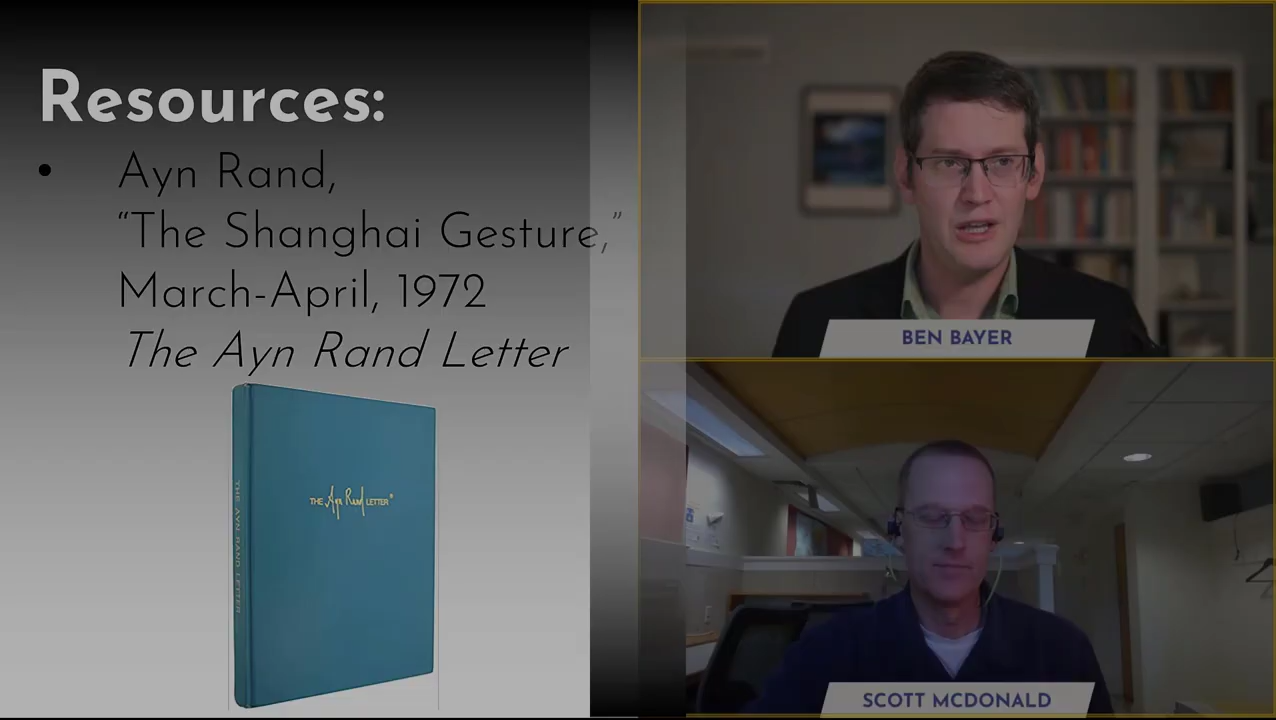 Resources:
• Ayn Rand,
“The Shanghai Gesture,”
March-April, 1972
The Ayn Rand Letter
THE Ayn Rand LETTER
THE AYN RAND LETTER
BEN BAYER
SCOTT MCDONALD